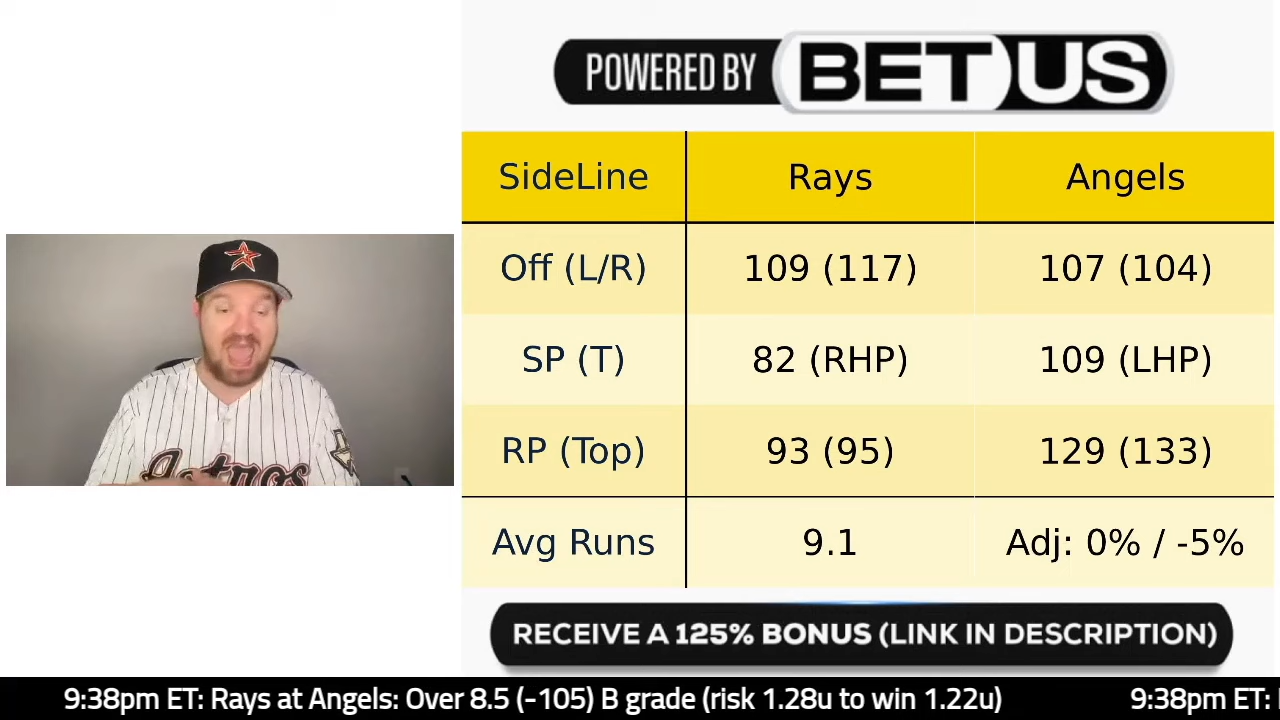 POWERED BY BETUS
SideLine Rays Angels
Off (L/R) 109 (117) 107 (104)
SP (T) 82 (RHP) 109 (LHP)
RP (Top) 93 (95) 129 (133)
Avg Runs 9.1 Adj: 0% / -5%
Astros
RECEIVE A 125% BONUS (LINK IN DESCRIPTION)
9:38pm ET: Rays at Angels: Over 8.5 (-105) B grade (risk 1.28u to win 1.22u) 9:38pm ET: